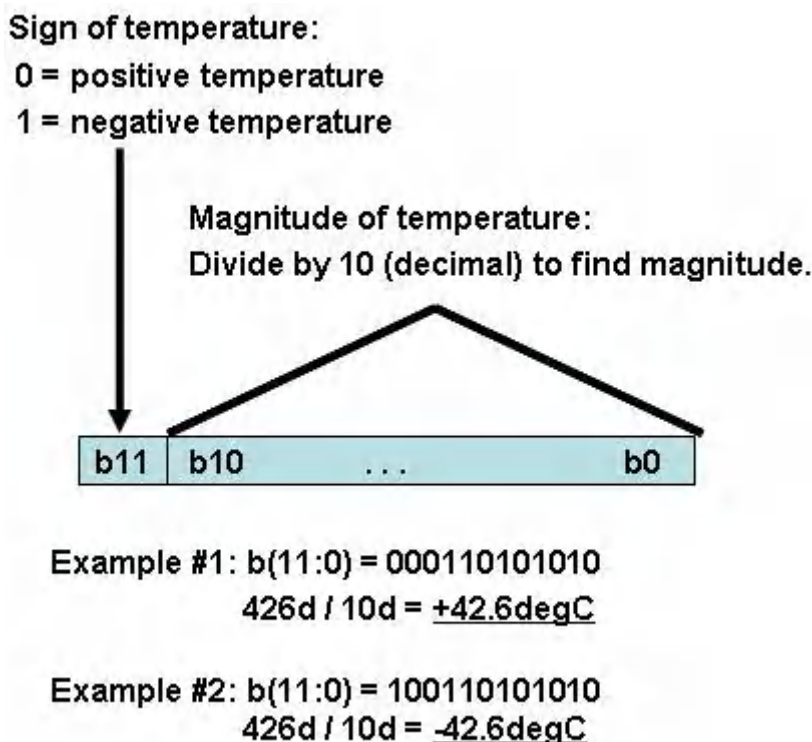 Sign of temperature:
0 = positive temperature
1 = negative temperature
Magnitude of temperature:
Divide by 10 (decimal) to find magnitude.
b11 b10 . . . b0
Example #1: b(11:0) = 000110101010
426d / 10d = +42.6degC
Example #2: b(11:0) = 100110101010
426d / 10d = -42.6degC